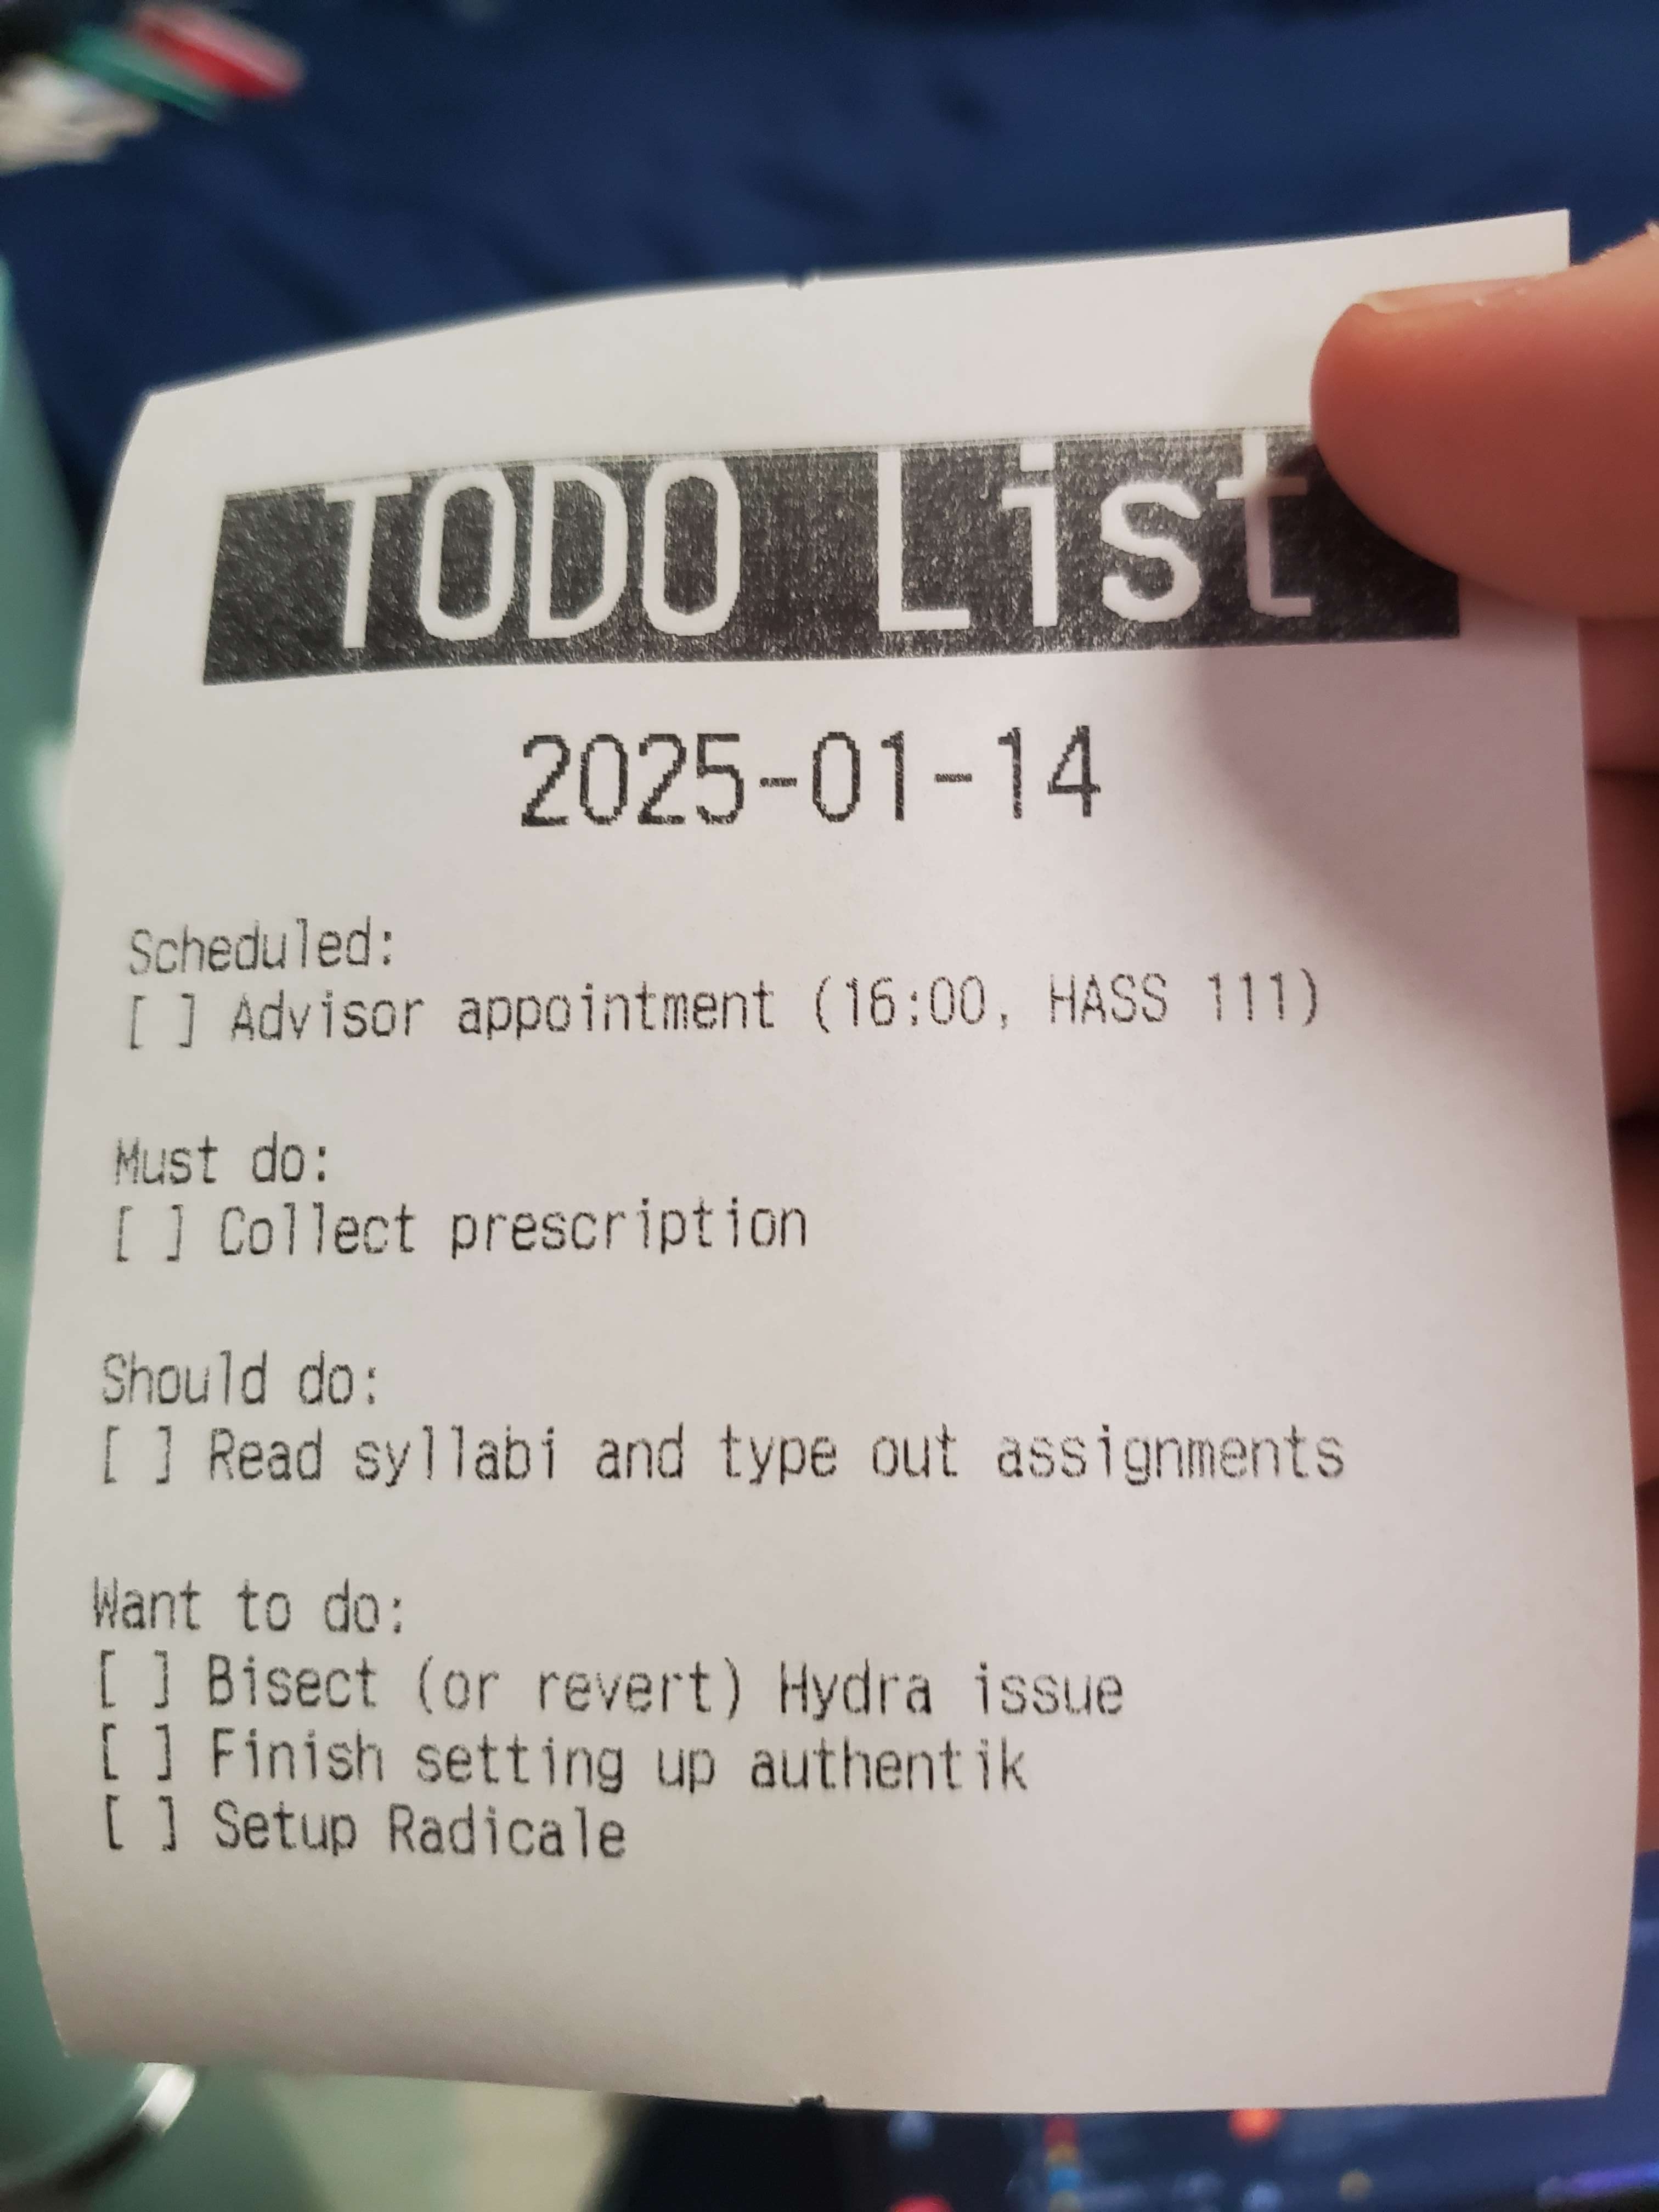 TODO List
2025-01-14
Scheduled:
[ ] Advisor appointment (16:00, HASS 111)
Must do:
[ ] Collect prescription
Should do:
[ ] Read syllabi and type out assignments
Want to do:
[ ] Bisect (or revert) Hydra issue
[ ] Finish setting up authentik
[ ] Setup Radicale